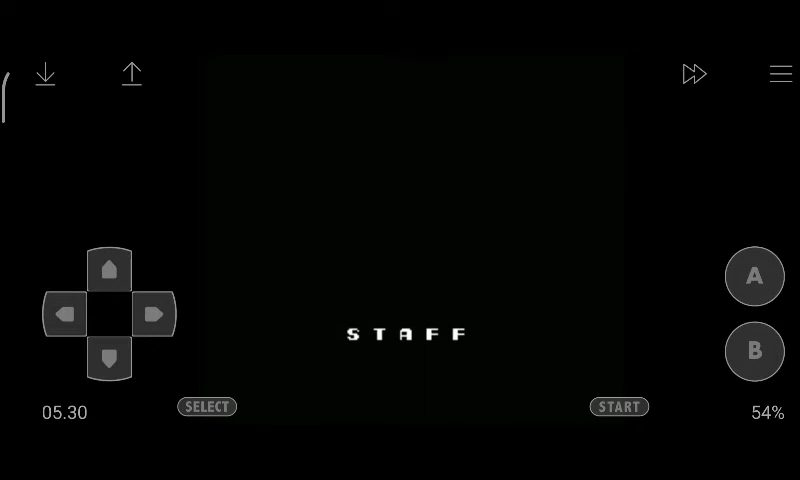 STAFF
A
B
05.30
SELECT
START
54%